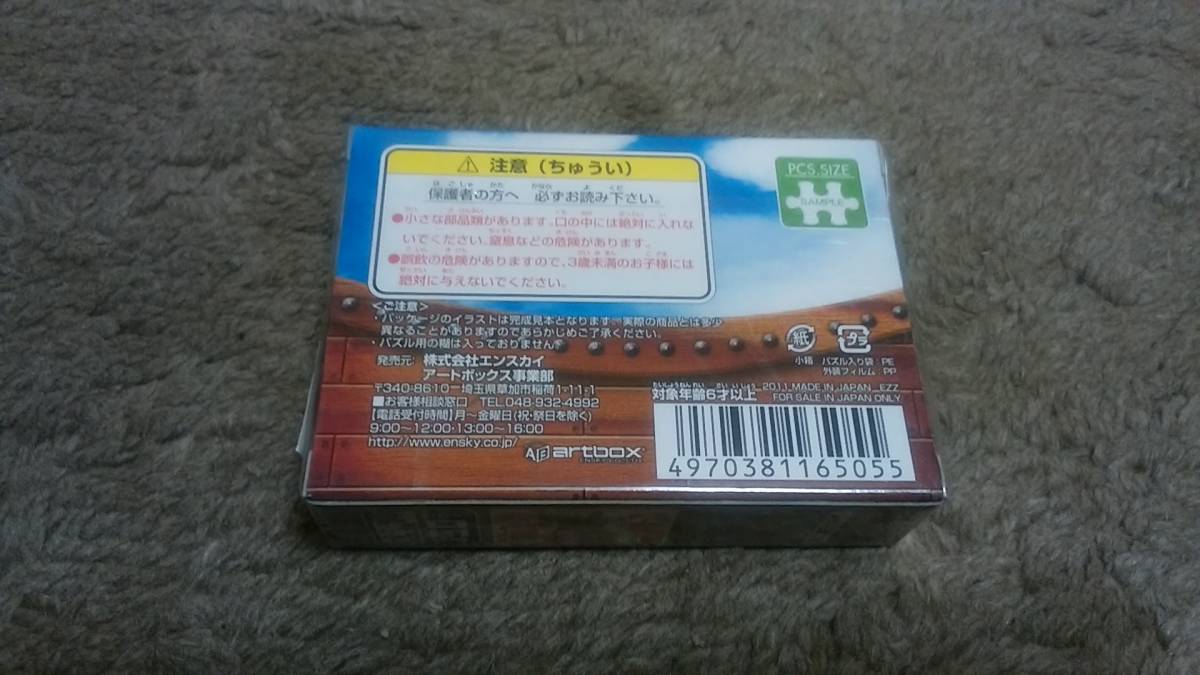 ⚠ 注意（ちゅうい）
保護者の方へ 必ずお読み下さい。
●小さな部品類があります。口の中には絶対に入れな
いでください。窒息などの危険があります。
●誤飲の危険がありますので、3歳未満のお子様には
絶対に与えないでください。
PCS.SIZE
SAMPLE
＜ご注意＞
・パッケージのイラストは完成見本となります。実際の商品とは多少
異なることがありますのであらかじめご了承ください。
・パズル用の糊は入っておりません。
発売元: 株式会社エンスカイ
アートボックス事業部
〒340-8610 埼玉県草加市稲荷1-11-1
■お客様相談窓口 TEL.048-932-4992
【電話受付時間】月～金曜日(祝・祭日を除く)
9:00～12:00・13:00～16:00
http://www.ensky.co.jp/
artbox
紙
小箱
プラ
パズル入り袋:PE
外装フィルム:PP
対象年齢6才以上
2011 MADE IN JAPAN EZZ
FOR SALE IN JAPAN ONLY
4970381165055